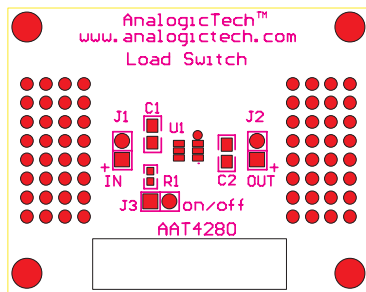 AnalogicTech™
www.analogictech.com
Load Switch
J1
C1
U1
J2
+
IN
R1
C2
+
OUT
J3
on/off
AAT4280